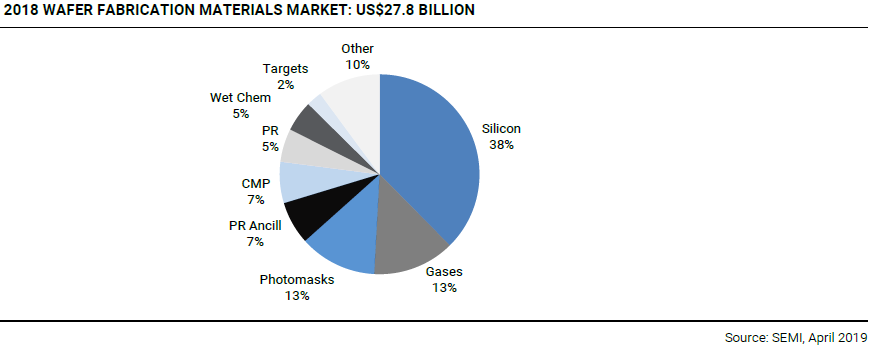 2018 WAFER FABRICATION MATERIALS MARKET: US$27.8 BILLION
Other
10%
Targets
2%
Wet Chem
5%
PR
5%
CMP
7%
PR Ancill
7%
Photomasks
13%
Gases
13%
Silicon
38%
Source: SEMI, April 2019